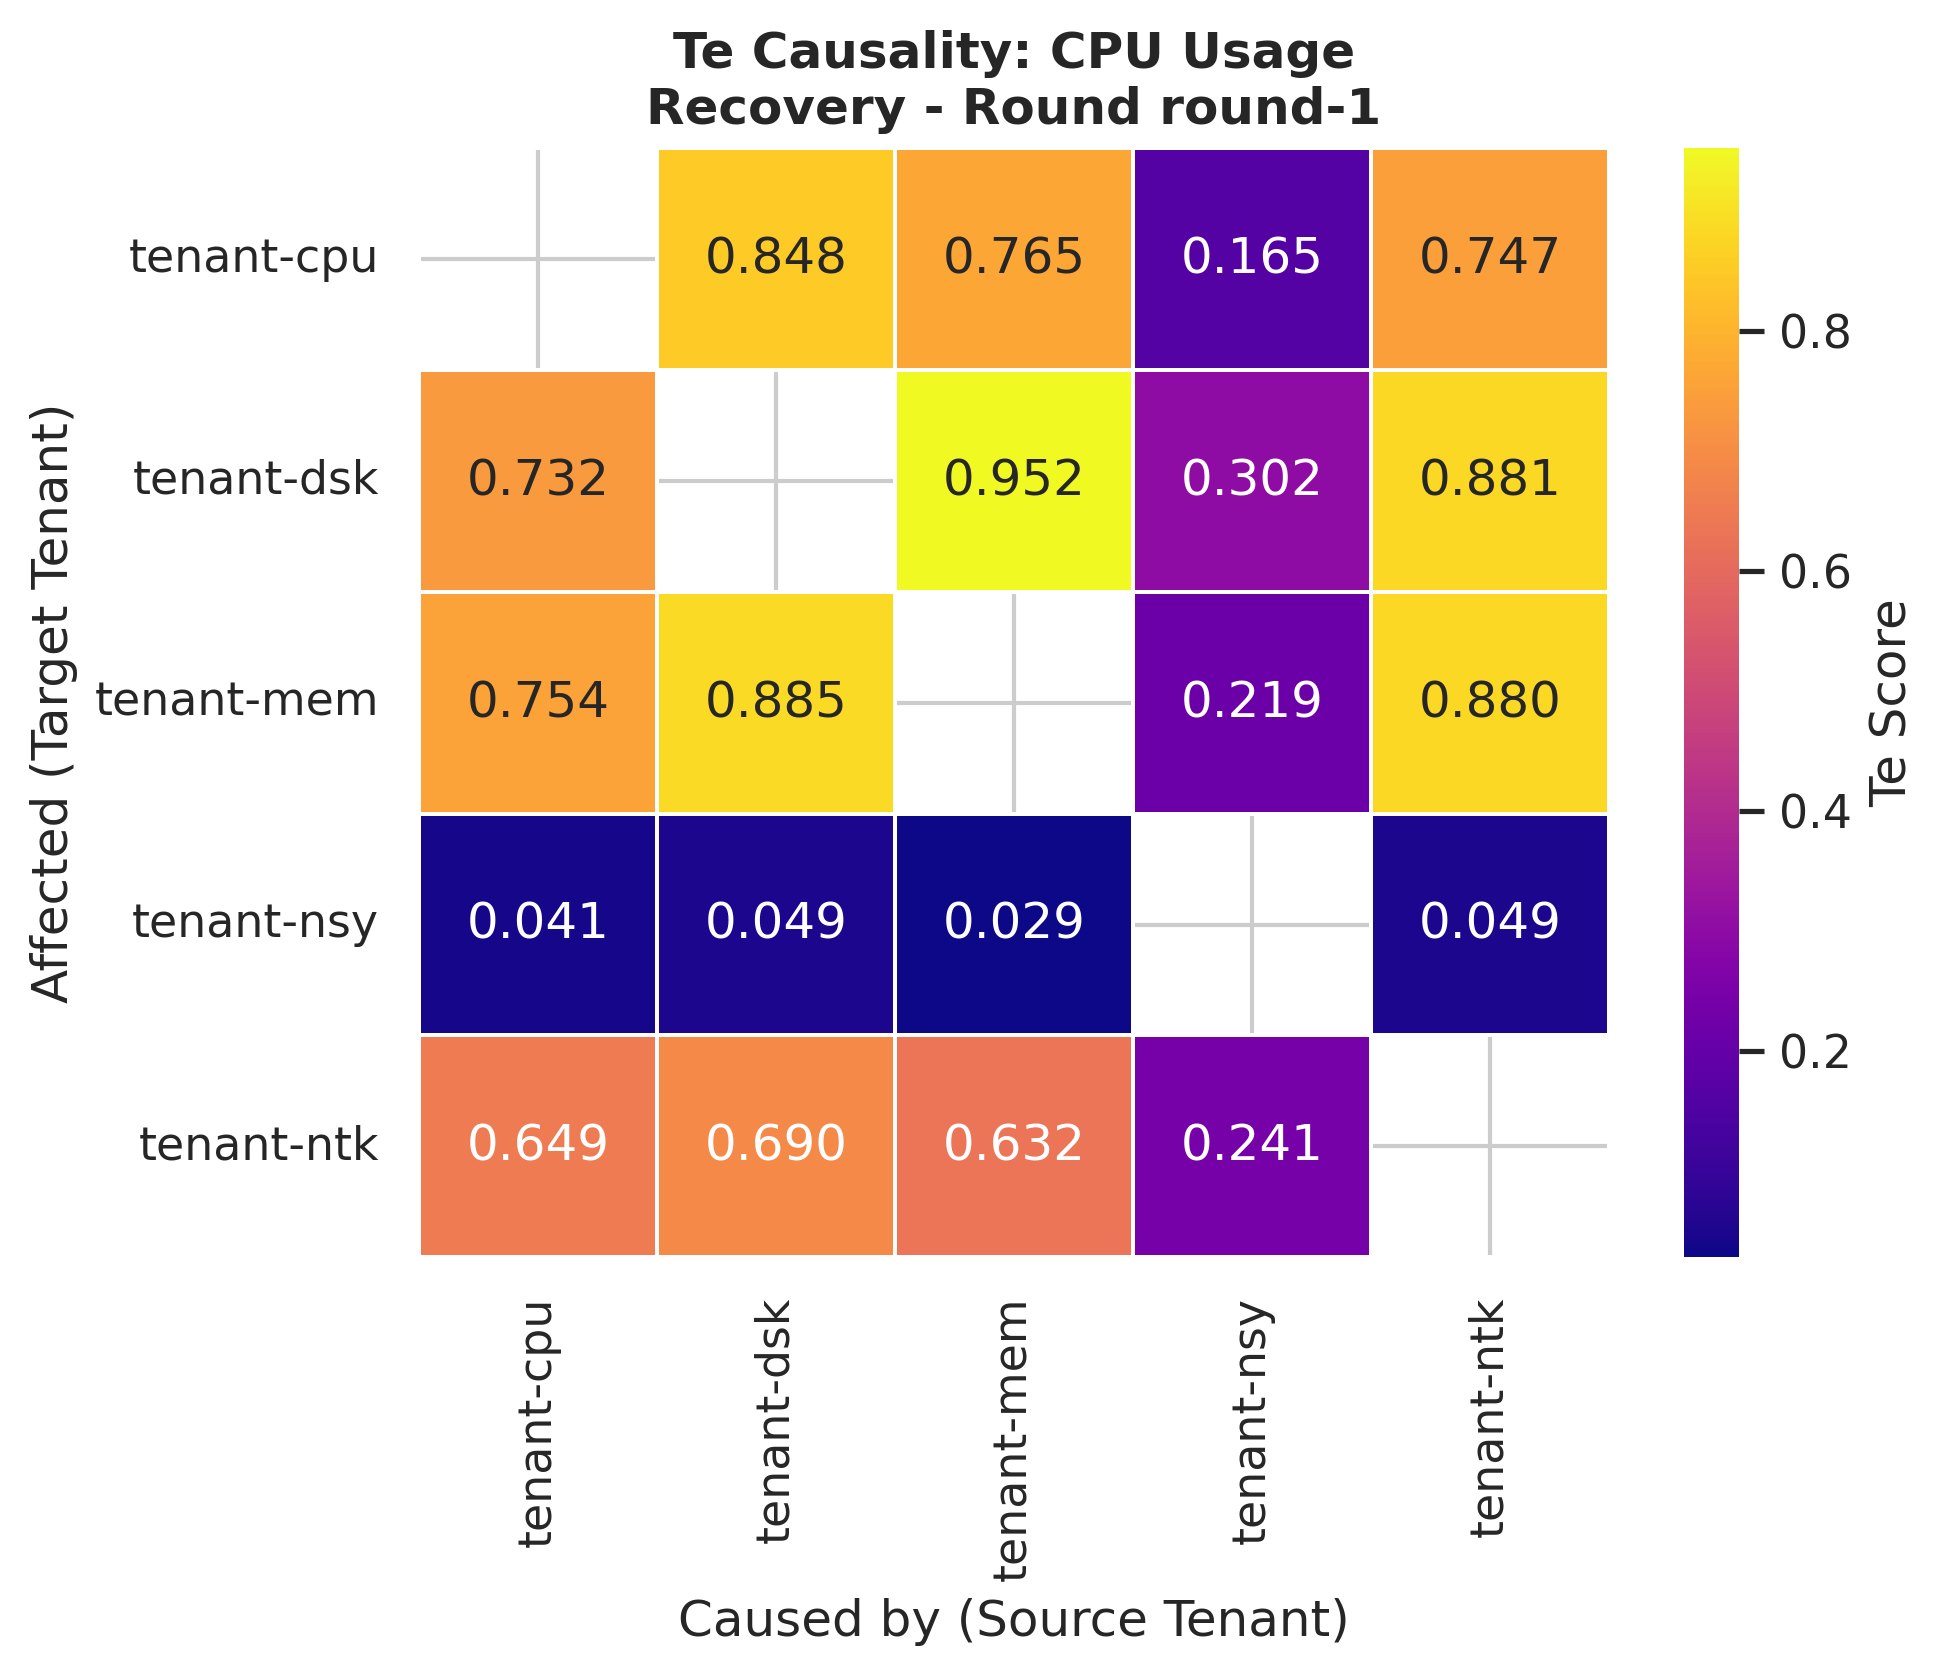 Te Causality: CPU Usage
Recovery - Round round-1
tenant-cpu
0.848 0.765 0.165 0.747
tenant-dsk
0.732 0.952 0.302 0.881
tenant-mem
0.754 0.885 0.219 0.880
tenant-nsy
0.041 0.049 0.029 0.049
tenant-ntk
0.649 0.690 0.632 0.241
Affected (Target Tenant)
tenant-cpu
tenant-dsk
tenant-mem
tenant-nsy
tenant-ntk
Caused by (Source Tenant)
0.8
0.6
0.4
0.2
Te Score